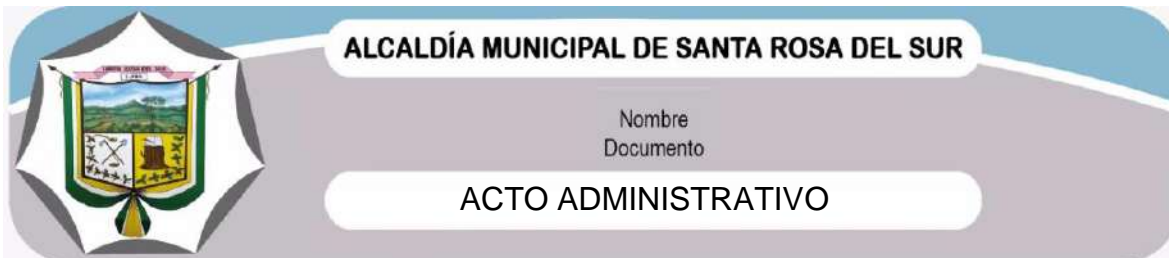 ALCALDÍA MUNICIPAL DE SANTA ROSA DEL SUR
Nombre
Documento
ACTO ADMINISTRATIVO